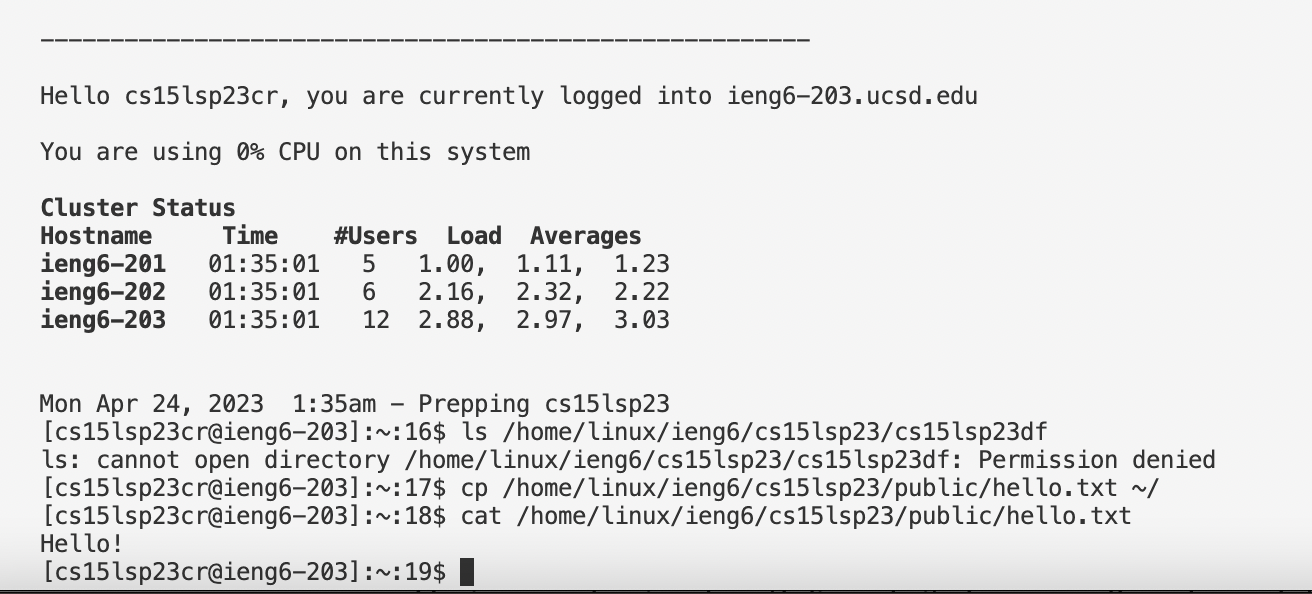 -------------------------------------------------------
Hello cs15lsp23cr, you are currently logged into ieng6-203.ucsd.edu
You are using 0% CPU on this system
Cluster Status
Hostname     Time    #Users  Load  Averages
ieng6-201   01:35:01   5   1.00,  1.11,  1.23
ieng6-202   01:35:01   6   2.16,  2.32,  2.22
ieng6-203   01:35:01   12  2.88,  2.97,  3.03
Mon Apr 24, 2023  1:35am - Prepping cs15lsp23
[cs15lsp23cr@ieng6-203]:~:16$ ls /home/linux/ieng6/cs15lsp23/cs15lsp23df
ls: cannot open directory /home/linux/ieng6/cs15lsp23/cs15lsp23df: Permission denied
[cs15lsp23cr@ieng6-203]:~:17$ cp /home/linux/ieng6/cs15lsp23/public/hello.txt ~/
[cs15lsp23cr@ieng6-203]:~:18$ cat /home/linux/ieng6/cs15lsp23/public/hello.txt
Hello!
[cs15lsp23cr@ieng6-203]:~:19$